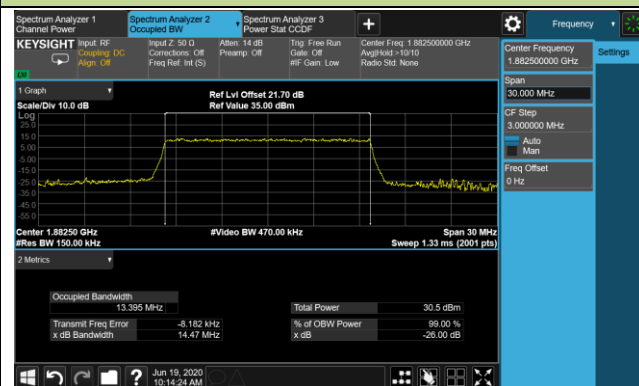 Spectrum Analyzer 1
Channel Power
Spectrum Analyzer 2
Occupied BW
Spectrum Analyzer 3
Power Stat CCDF
Frequency
KEYSIGHT
Input: RF
Coupling: DC
Align: Off
Input Z: 50 Ω
Corrections: Off
Freq Ref: Int (S)
Atten: 14 dB
Preamp: Off
Trig: Free Run
Gate: Off
#IF Gain: Low
Center Freq: 1.882500000 GHz
Avg|Hold:>10/10
Radio Std: None
LNI
1 Graph
Scale/Div 10.0 dB
Ref Lvl Offset 21.70 dB
Ref Value 35.00 dBm
Log
25.0
15.0
5.00
-5.00
-15.0
-25.0
-35.0
-45.0
-55.0
Center 1.88250 GHz
#Res BW 150.00 kHz
#Video BW 470.00 kHz
Span 30 MHz
Sweep 1.33 ms (2001 pts)
2 Metrics
Occupied Bandwidth
13.395 MHz
Transmit Freq Error
-8.182 kHz
x dB Bandwidth
14.47 MHz
Total Power
30.5 dBm
% of OBW Power
99.00 %
x dB
-26.00 dB
Center Frequency
1.882500000 GHz
Settings
Span
30.000 MHz
CF Step
3.000000 MHz
Auto
Man
Freq Offset
0 Hz
Jun 19, 2020
10:14:24 AM